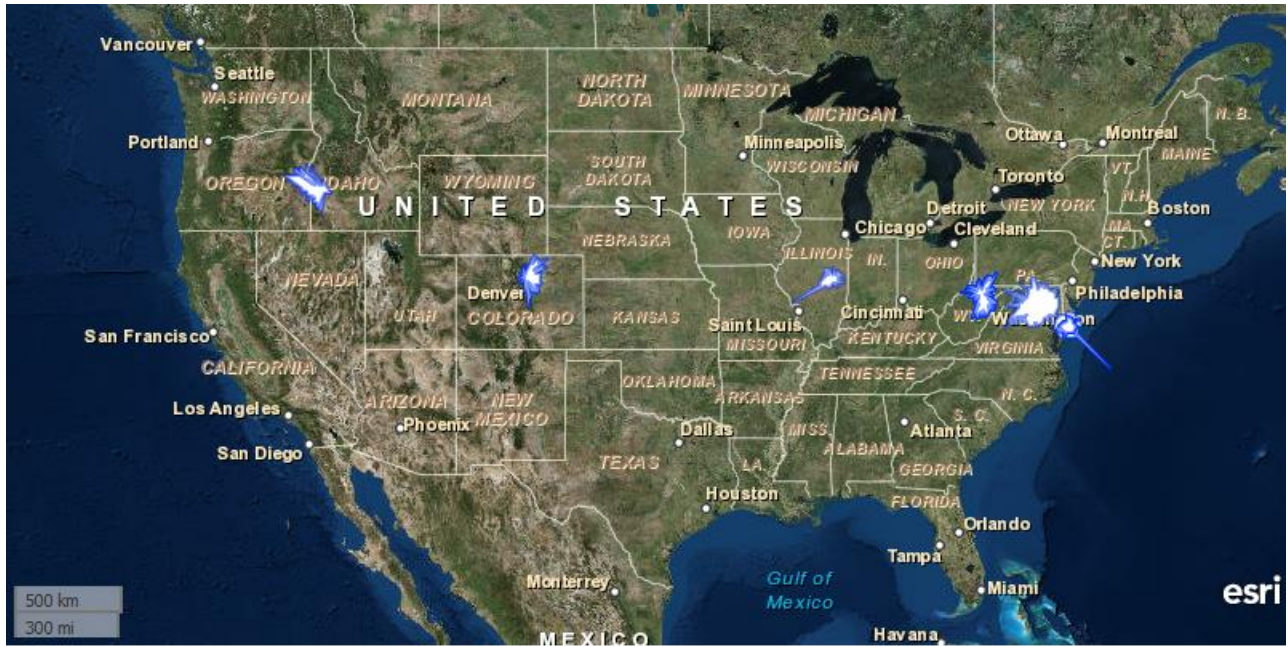 Vancouver
Seattle
WASHINGTON
Portland
OREGON
IDAHO
MONTANA
NORTH
DAKOTA
MINNESOTA
Minneapolis
SOUTH
DAKOTA
WISCONSIN
MICHIGAN
Ottawa
Montréal
N. B.
MAINE
VT.
N.H.
Toronto
NEW YORK
Boston
MA.
CT.
WYOMING
UNITED STATES
Detroit
Chicago
Cleveland
New York
IOWA
NEBRASKA
ILLINOIS
IN.
OHIO
PA.
Philadelphia
NEVADA
UTAH
Denver
COLORADO
KANSAS
Saint Louis
MISSOURI
Cincinnati
KENTUCKY
Washington
VIRGINIA
San Francisco
CALIFORNIA
TENNESSEE
N. C.
OKLAHOMA
ARKANSAS
Los Angeles
ARIZONA
Phoenix
NEW
MEXICO
S. C.
Atlanta
San Diego
Dallas
MISS.
ALABAMA
GEORGIA
TEXAS
LA.
Houston
FLORIDA
Orlando
Tampa
Miami
Monterrey
Gulf of
Mexico
Havana
MEXICO
500 km
300 mi
esri